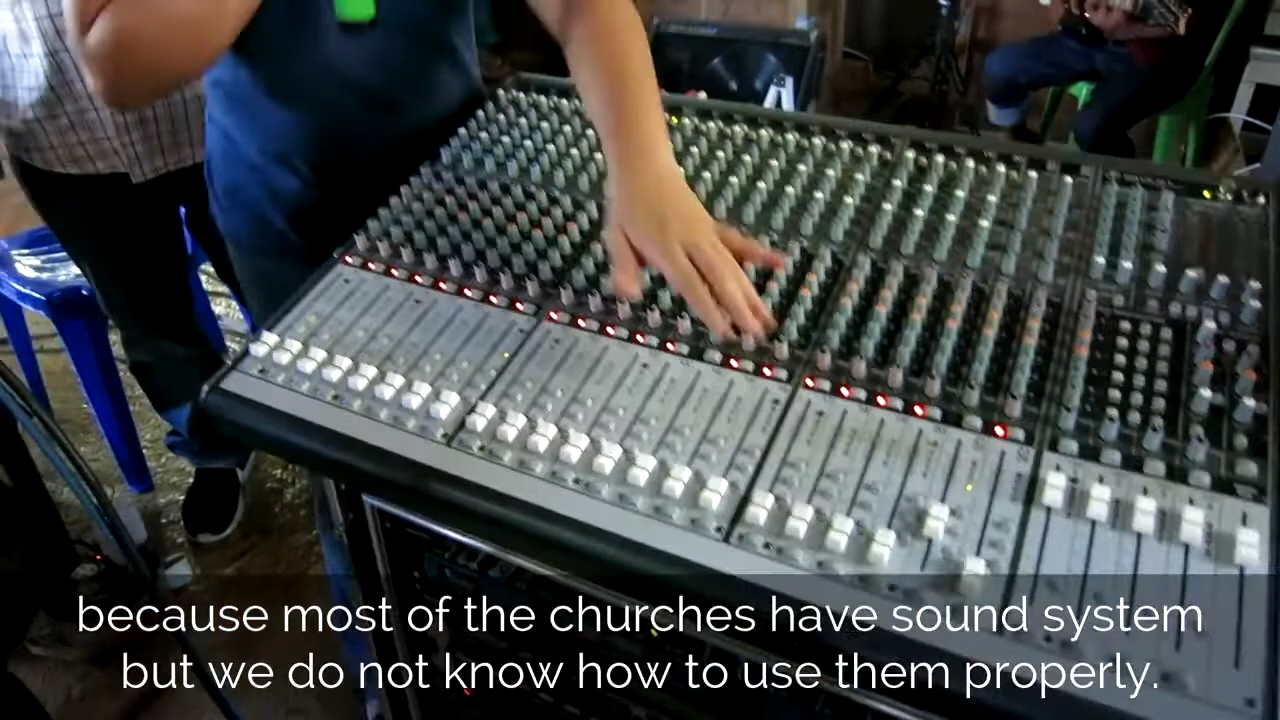 because most of the churches have sound system
but we do not know how to use them properly.